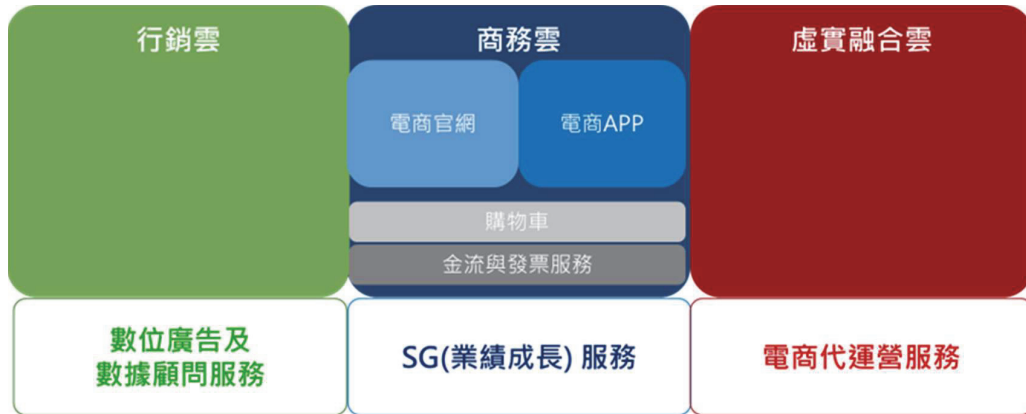 行銷雲
商務雲
虛實融合雲
電商官網
電商APP
購物車
金流與發票服務
數位廣告及
數據顧問服務
SG(業績成長) 服務
電商代運營服務